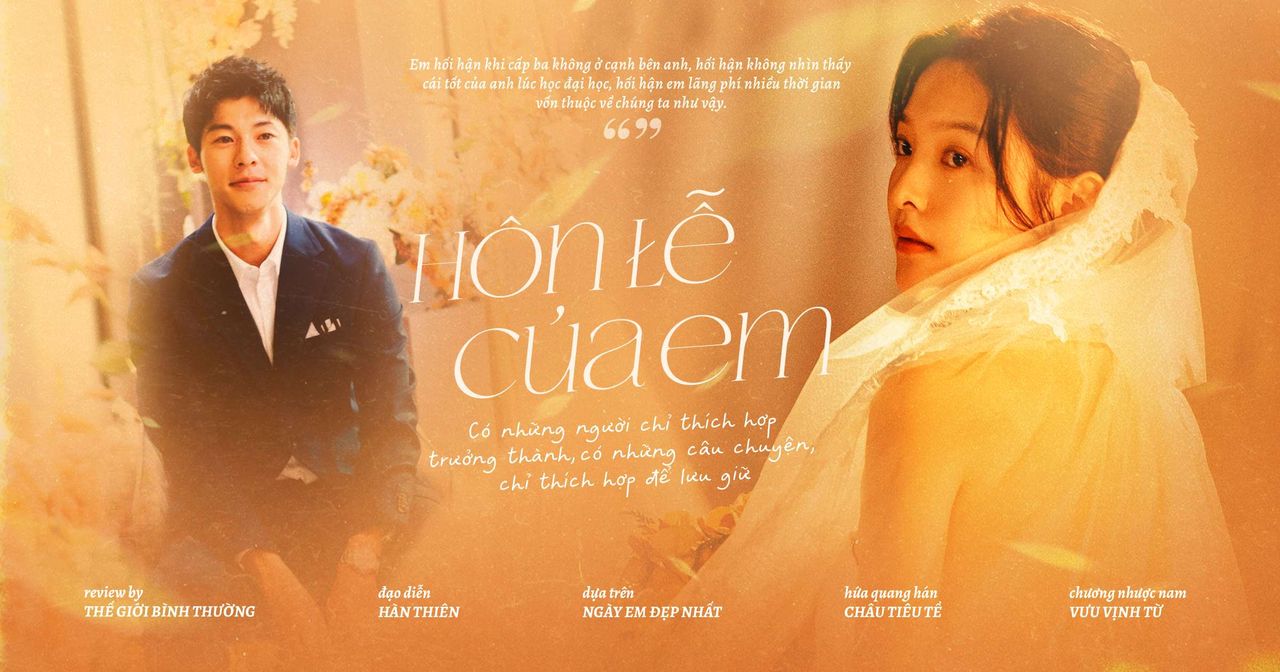 Em hối hận khi cấp ba không ở cạnh bên anh, hối hận không nhìn thấy
cái tốt của anh lúc học đại học, hối hận em lãng phí nhiều thời gian
vốn thuộc về chúng ta như vậy.
“”
HÔN LỄ
CỦA EM
Có những người chỉ thích hợp
trưởng thành, có những câu chuyện,
chỉ thích hợp để lưu giữ
review by
THẾ GIỚI BÌNH THƯỜNG
đạo diễn
HÀN THIÊN
dựa trên
NGÀY EM ĐẸP NHẤT
hứa quang hán
CHÂU TIÊU TỀ
chương nhược nam
VƯU VỊNH TỪ